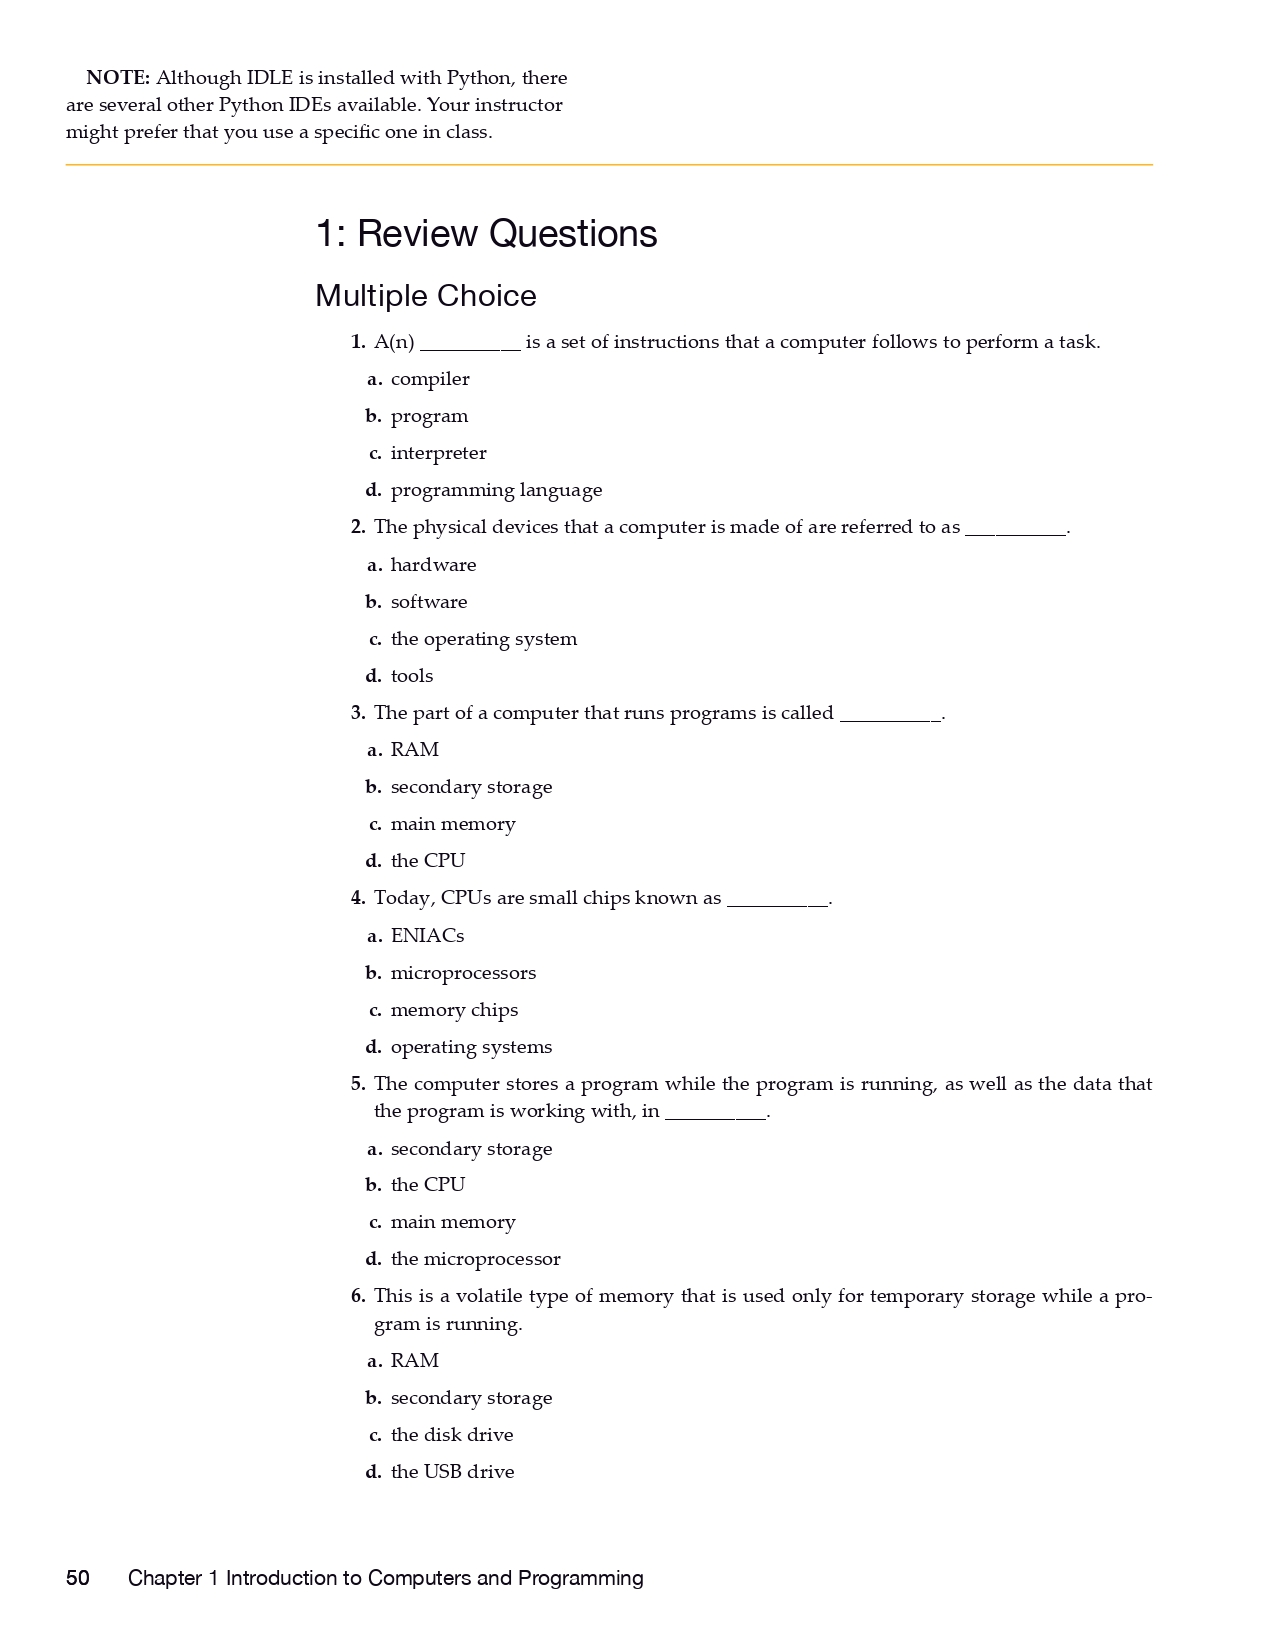 NOTE: Although IDLE is installed with Python, there
are several other Python IDEs available. Your instructor
might prefer that you use a specific one in class.
1: Review Questions
Multiple Choice
1. A(n) __________ is a set of instructions that a computer follows to perform a task.
a. compiler
b. program
c. interpreter
d. programming language
2. The physical devices that a computer is made of are referred to as __________.
a. hardware
b. software
c. the operating system
d. tools
3. The part of a computer that runs programs is called __________.
a. RAM
b. secondary storage
c. main memory
d. the CPU
4. Today, CPUs are small chips known as __________.
a. ENIACs
b. microprocessors
c. memory chips
d. operating systems
5. The computer stores a program while the program is running, as well as the data that
the program is working with, in __________.
a. secondary storage
b. the CPU
c. main memory
d. the microprocessor
6. This is a volatile type of memory that is used only for temporary storage while a pro-
gram is running.
a. RAM
b. secondary storage
c. the disk drive
d. the USB drive
50 Chapter 1 Introduction to Computers and Programming